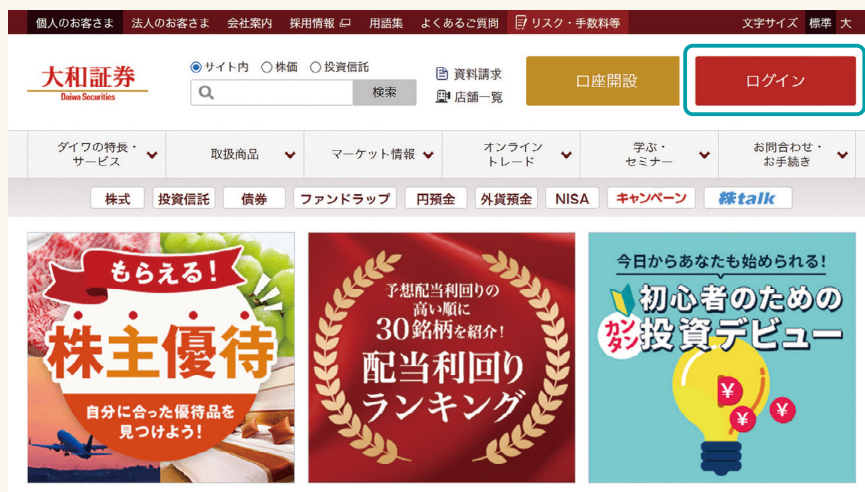 個人のお客さま 法人のお客さま 会社案内 採用情報 用語集 よくあるご質問 リスク・手数料等 文字サイズ 標準 大
大和証券
Daiwa Securities
サイト内 株価 投資信託
検索
資料請求
店舗一覧
口座開設
ログイン
ダイワの特長・
サービス
取扱商品
マーケット情報
オンライン
トレード
学ぶ・
セミナー
お問合わせ・
お手続き
株式 投資信託 債券 ファンドラップ 円預金 外貨預金 NISA キャンペーン 株talk
もらえる!
株主優待
自分に合った優待品を
見つけよう!
予想配当利回りの
高い順に
30銘柄を紹介!
配当利回り
ランキング
今日からあなたも始められる!
初心者のための
カンタン投資デビュー
¥
¥
¥